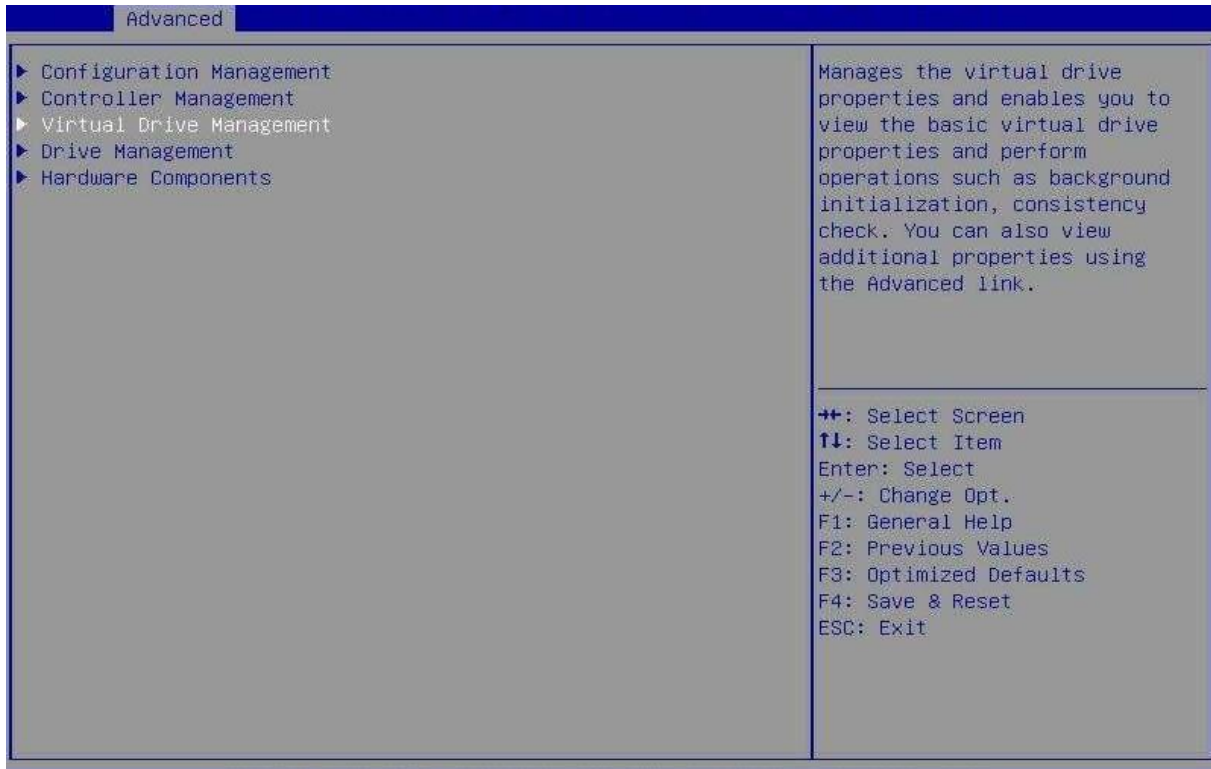 Advanced
▶ Configuration Management
▶ Controller Management
▶ Virtual Drive Management
▶ Drive Management
▶ Hardware Components
Manages the virtual drive
properties and enables you to
view the basic virtual drive
properties and perform
operations such as background
initialization, consistency
check. You can also view
additional properties using
the Advanced link.
→←: Select Screen
↑↓: Select Item
Enter: Select
+/-: Change Opt.
F1: General Help
F2: Previous Values
F3: Optimized Defaults
F4: Save & Reset
ESC: Exit